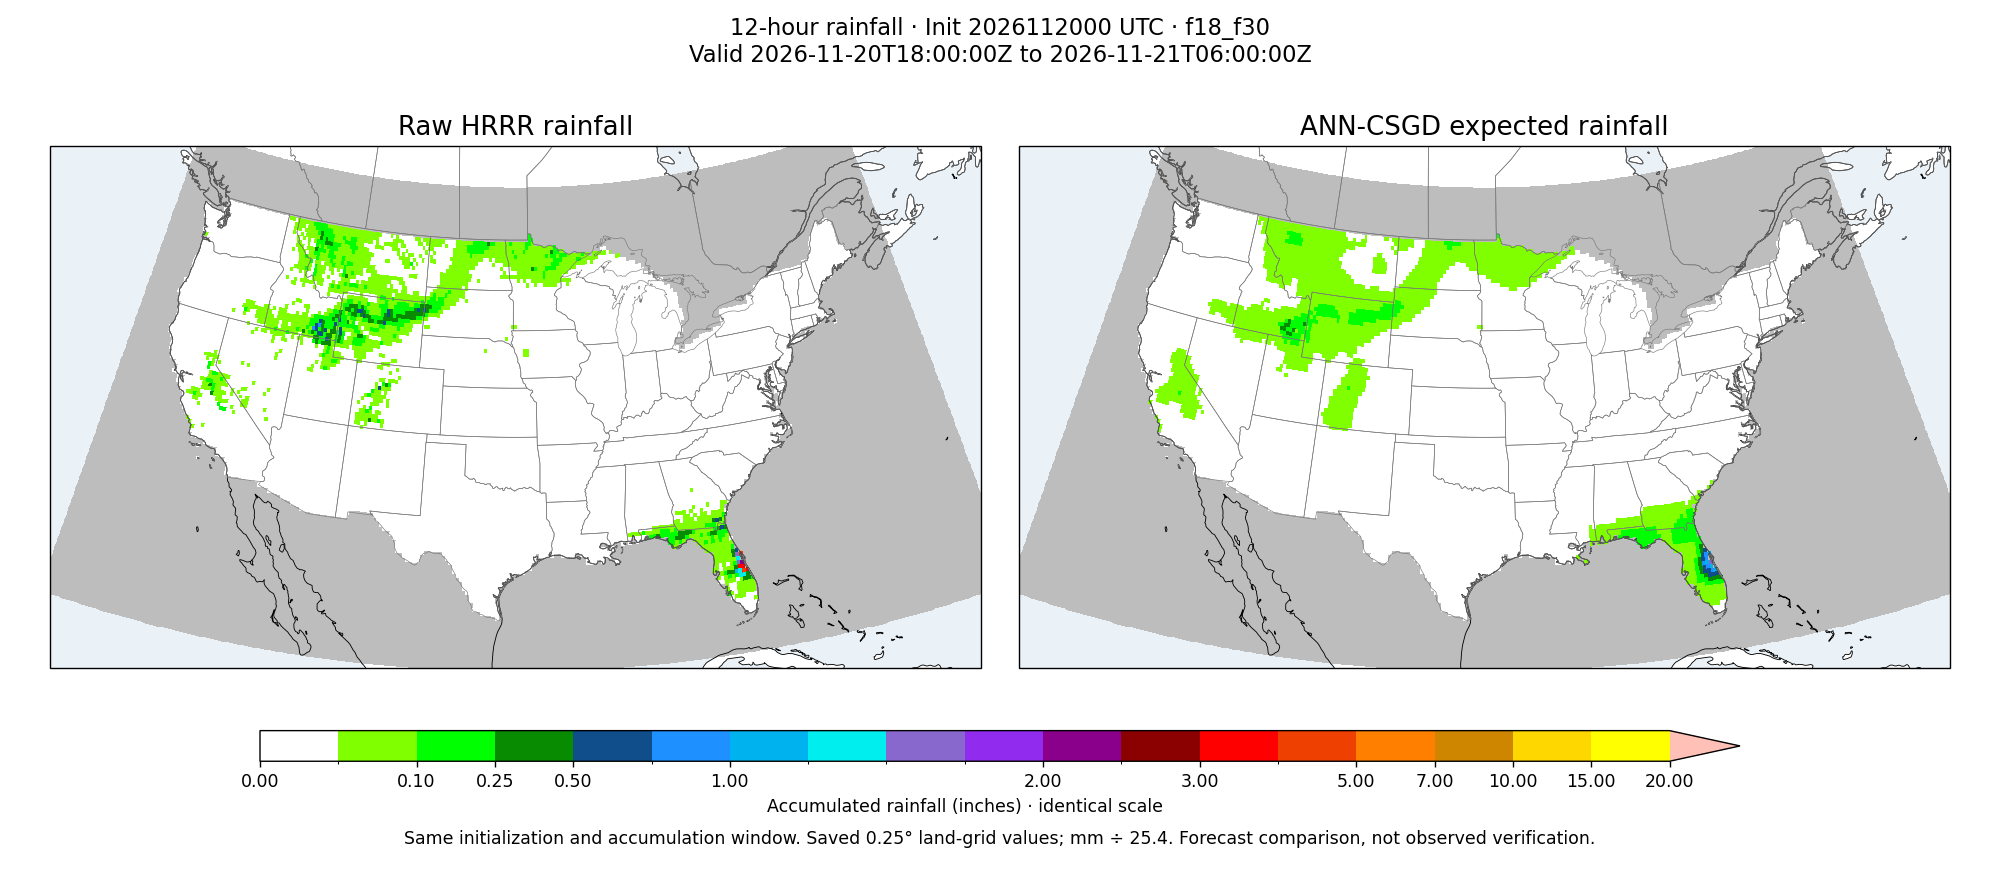 12-hour rainfall · Init 2026112000 UTC · f18_f30
Valid 2026-11-20T18:00:00Z to 2026-11-21T06:00:00Z
Raw HRRR rainfall
ANN-CSGD expected rainfall
0.00 0.10 0.25 0.50 1.00 2.00 3.00 5.00 7.00 10.00 15.00 20.00
Accumulated rainfall (inches) · identical scale
Same initialization and accumulation window. Saved 0.25° land-grid values; mm ÷ 25.4. Forecast comparison, not observed verification.